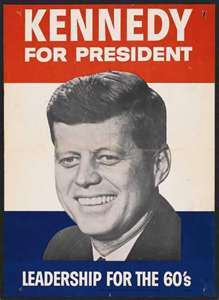 KENNEDY
FOR PRESIDENT
LEADERSHIP FOR THE 60's